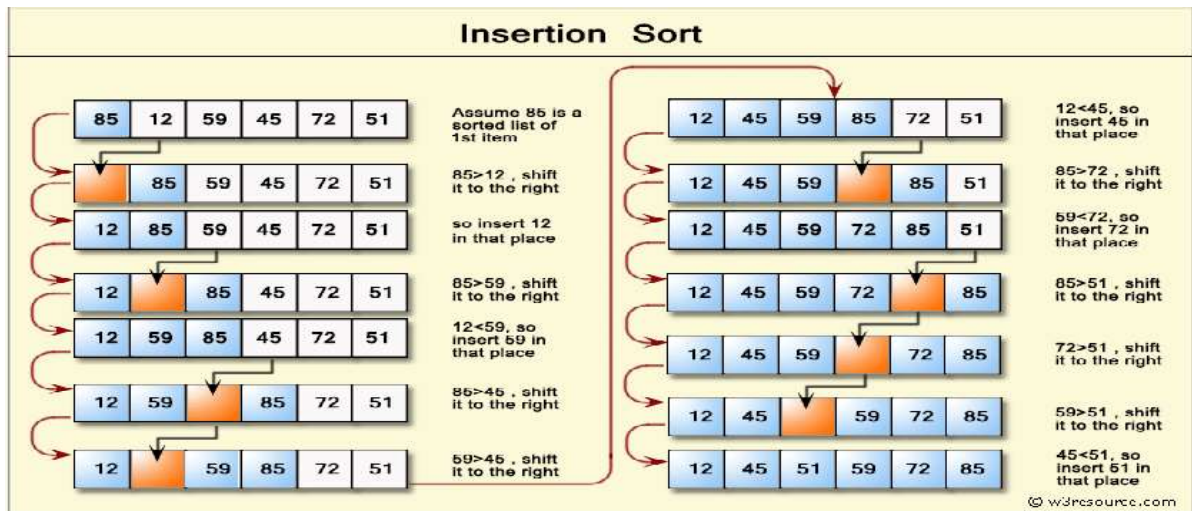 Insertion Sort
85 12 59 45 72 51
Assume 85 is a
sorted list of
1st item
85 59 45 72 51
85>12 , shift
it to the right
12 85 59 45 72 51
so insert 12
in that place
12 85 45 72 51
85>59 , shift
it to the right
12 59 85 45 72 51
12<59, so
insert 59 in
that place
12 59 85 72 51
85>45 , shift
it to the right
12 59 85 72 51
59>45 , shift
it to the right
12 45 59 85 72 51
12<45, so
insert 45 in
that place
12 45 59 85 51
85>72 , shift
it to the right
12 45 59 72 85 51
59<72, so
insert 72 in
that place
12 45 59 72 85
85>51 , shift
it to the right
12 45 59 72 85
72>51 , shift
it to the right
12 45 59 72 85
59>51 , shift
it to the right
12 45 51 59 72 85
45<51, so
insert 51 in
that place
© w3resource.com